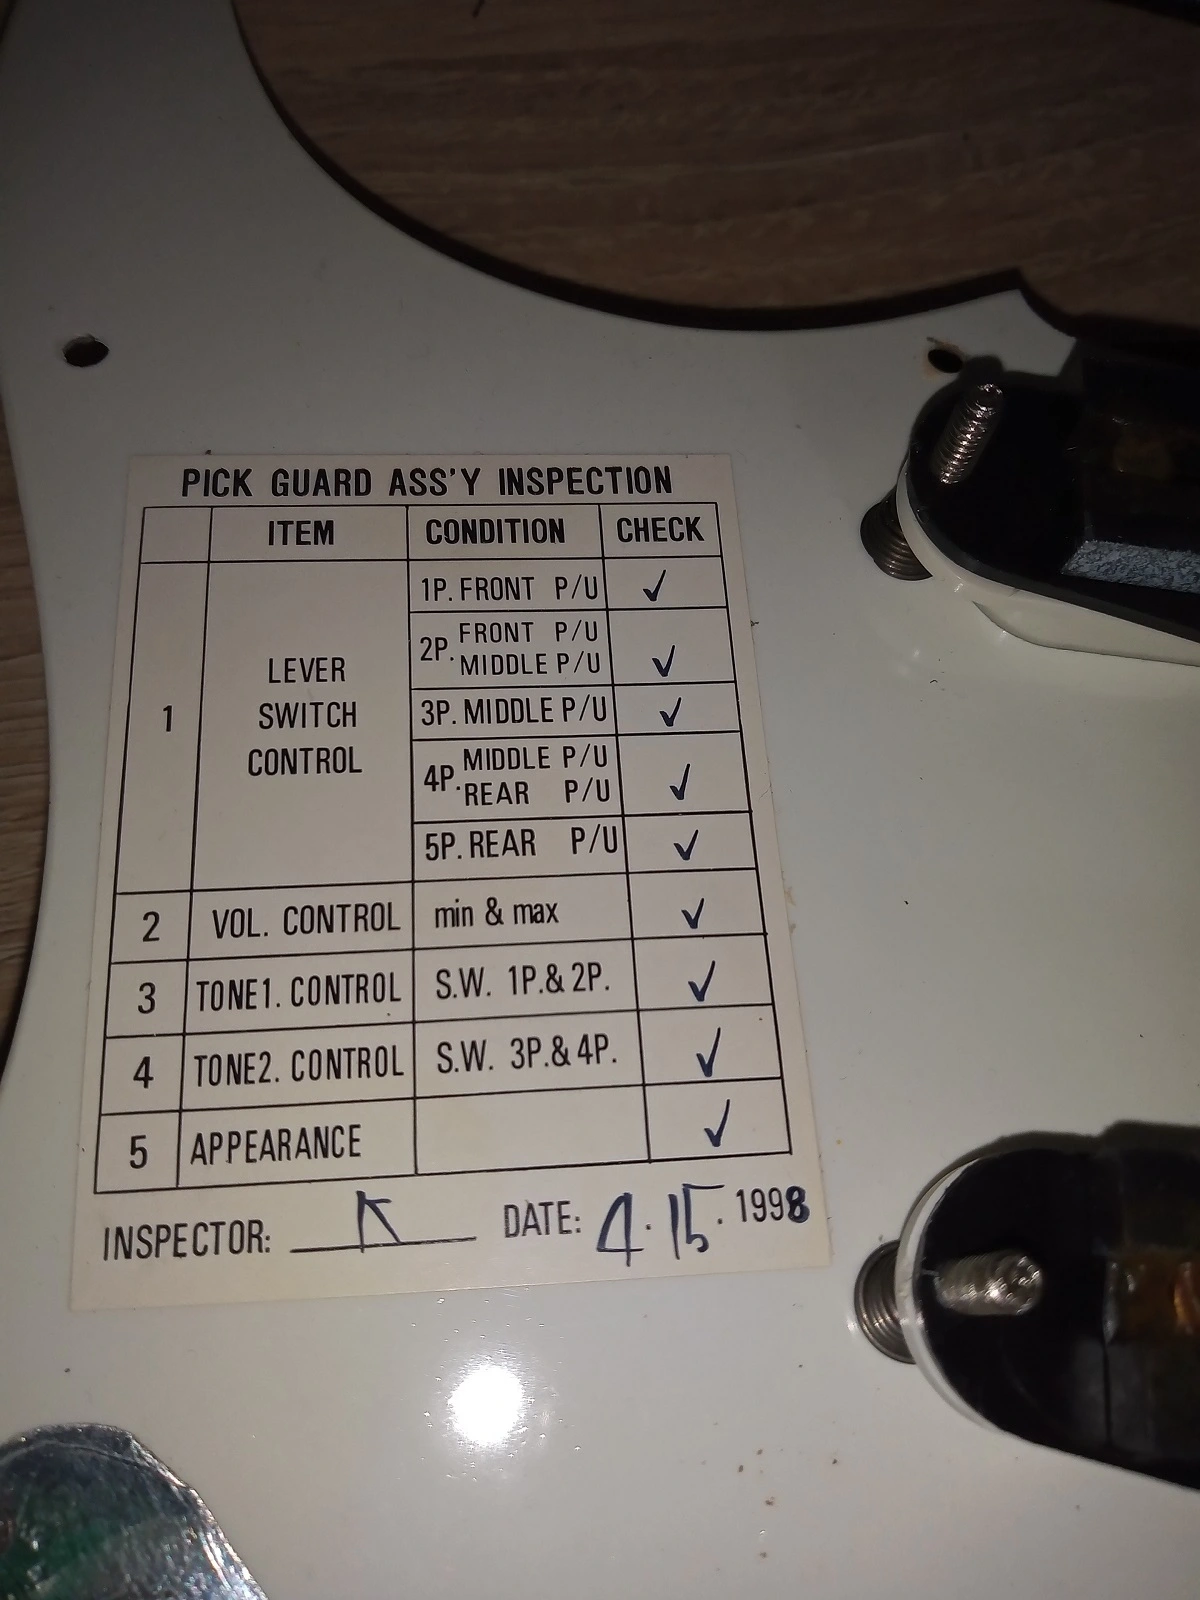 PICK GUARD ASS'Y INSPECTION
ITEM CONDITION CHECK
1 LEVER SWITCH CONTROL
1P. FRONT P/U ✓
2P. FRONT P/U
MIDDLE P/U ✓
3P. MIDDLE P/U ✓
4P. MIDDLE P/U
REAR P/U ✓
5P. REAR P/U ✓
2 VOL. CONTROL min & max ✓
3 TONE1. CONTROL S.W. 1P.& 2P. ✓
4 TONE2. CONTROL S.W. 3P.& 4P. ✓
5 APPEARANCE ✓
INSPECTOR: DATE: 4.15.1998